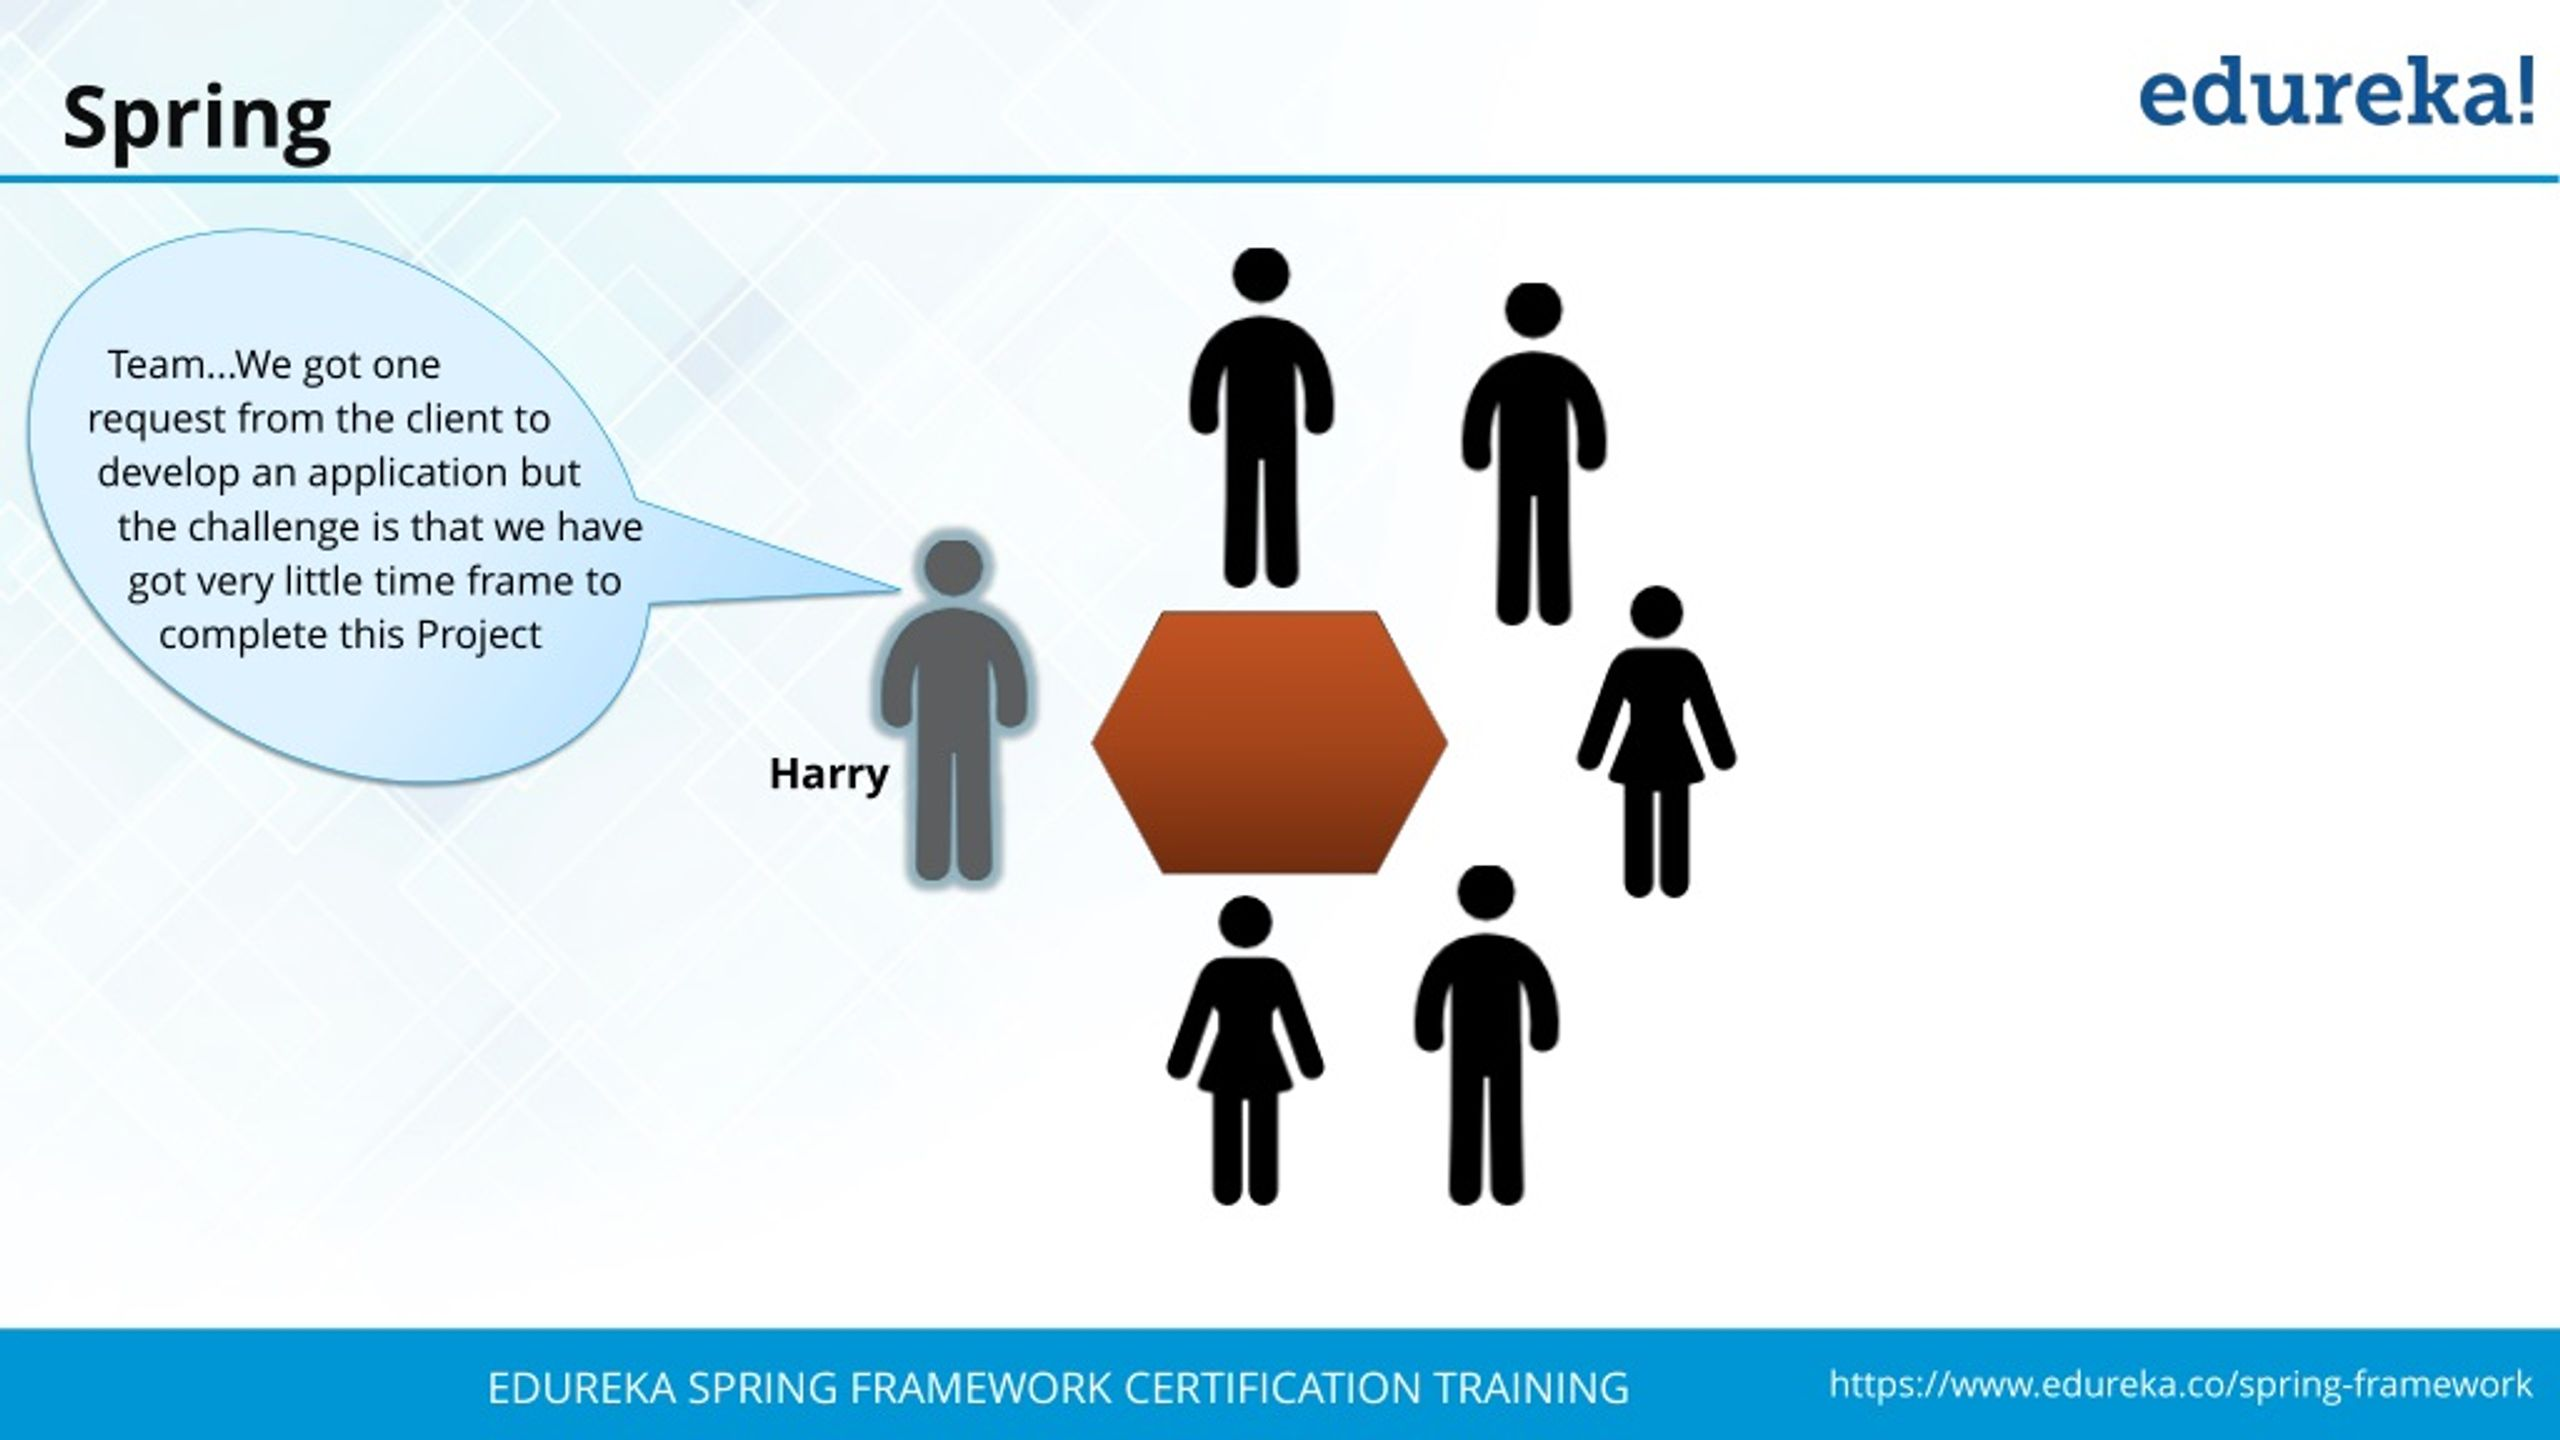 Spring
edureka!
Team...We got one
request from the client to
develop an application but
the challenge is that we have
got very little time frame to
complete this Project
Harry
EDUREKA SPRING FRAMEWORK CERTIFICATION TRAINING
https://www.edureka.co/spring-framework